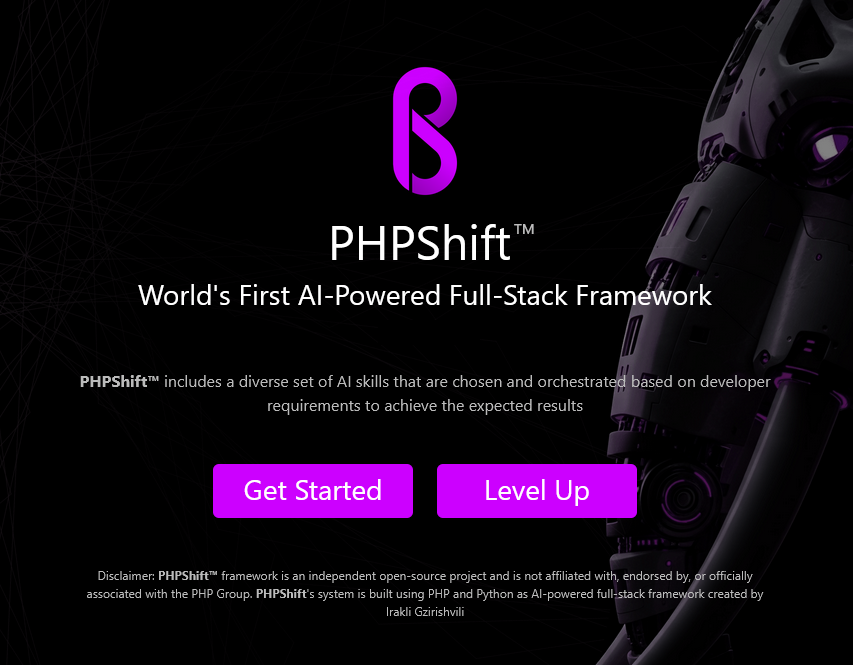 PHPShift™
World's First AI-Powered Full-Stack Framework
PHPShift™ includes a diverse set of AI skills that are chosen and orchestrated based on developer
requirements to achieve the expected results
Get Started
Level Up
Disclaimer: PHPShift™ framework is an independent open-source project and is not affiliated with, endorsed by, or officially
associated with the PHP Group. PHPShift's system is built using PHP and Python as AI-powered full-stack framework created by
Irakli Gzirishvili